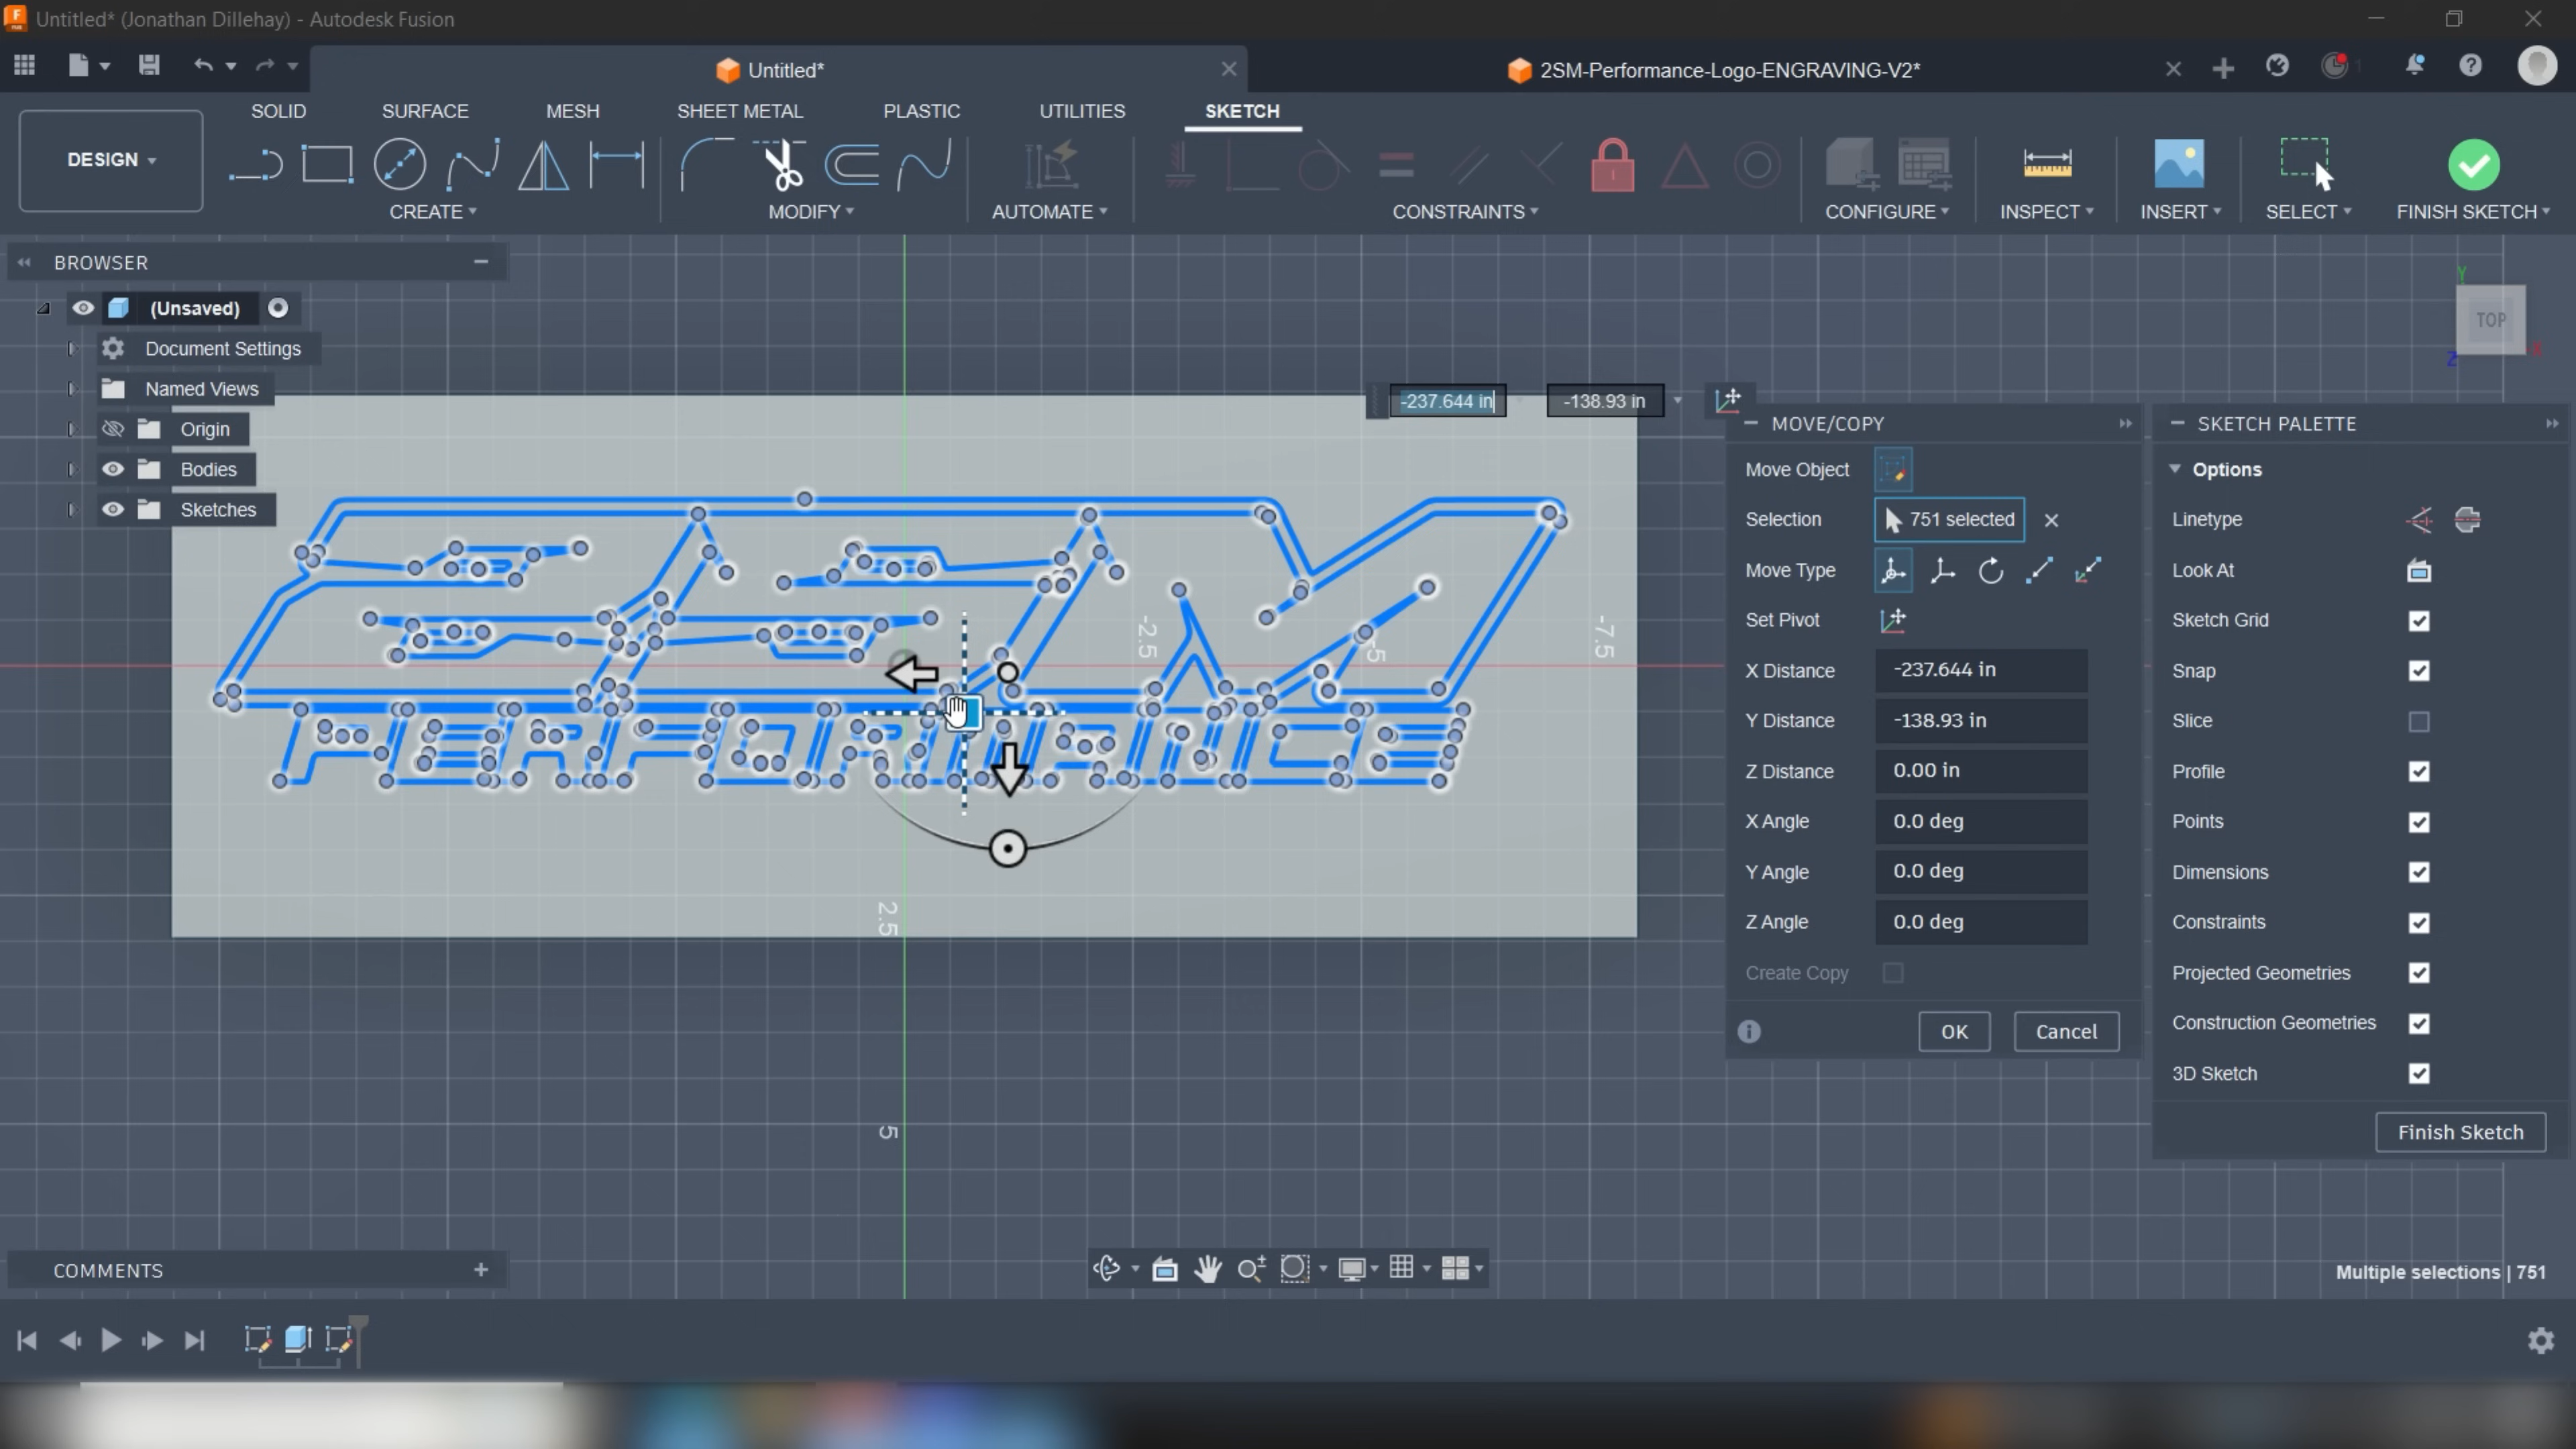 Untitled* (Jonathan Dillehay) - Autodesk Fusion
Untitled*
2SM-Performance-Logo-ENGRAVING-V2*
SOLID
SURFACE
MESH
SHEET METAL
PLASTIC
UTILITIES
SKETCH
DESIGN
CREATE
MODIFY
AUTOMATE
CONSTRAINTS
CONFIGURE
INSPECT
INSERT
SELECT
FINISH SKETCH
BROWSER
(Unsaved)
Document Settings
Named Views
Origin
Bodies
Sketches
Y
TOP
X
Z
-237.644 in
-138.93 in
MOVE/COPY
Move Object
Selection
751 selected
Move Type
Set Pivot
X Distance
-237.644 in
Y Distance
-138.93 in
Z Distance
0.00 in
X Angle
0.0 deg
Y Angle
0.0 deg
Z Angle
0.0 deg
Create Copy
OK
Cancel
SKETCH PALETTE
Options
Linetype
Look At
Sketch Grid
Snap
Slice
Profile
Points
Dimensions
Constraints
Projected Geometries
Construction Geometries
3D Sketch
Finish Sketch
-2.5
-5
-7.5
PERFORMANCE
2.5
5
COMMENTS
Multiple selections | 751